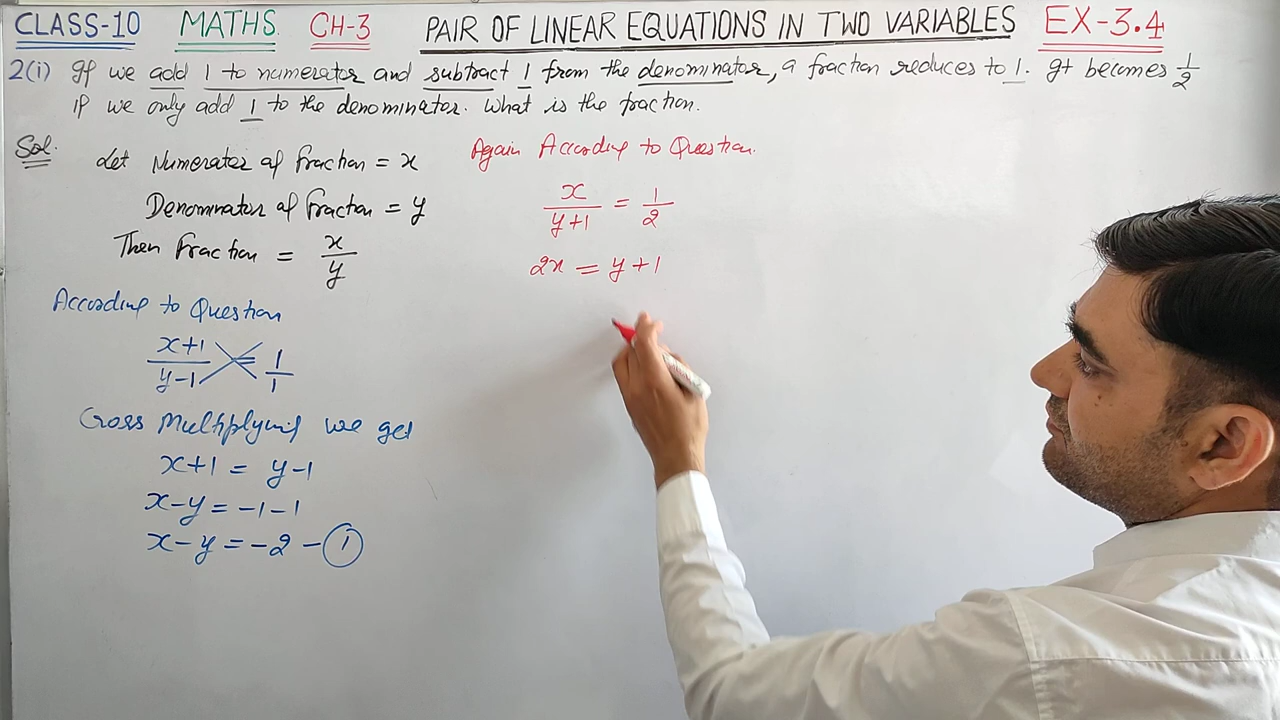 CLASS-10 MATHS CH-3 PAIR OF LINEAR EQUATIONS IN TWO VARIABLES EX-3.4
2(i) If we add 1 to numerator and subtract 1 from the denominator, a fraction reduces to 1. It becomes 1/2
if we only add 1 to the denominator. What is the fraction.
Sol.
Let Numerator of fraction = x
Denominator of fraction = y
Then fraction = x/y
According to Question
x+1/y-1 = 1/1
Cross Multiplying we get
x+1 = y-1
x-y = -1-1
x-y = -2 - 1
Again According to Question.
x/y+1 = 1/2
2x = y+1